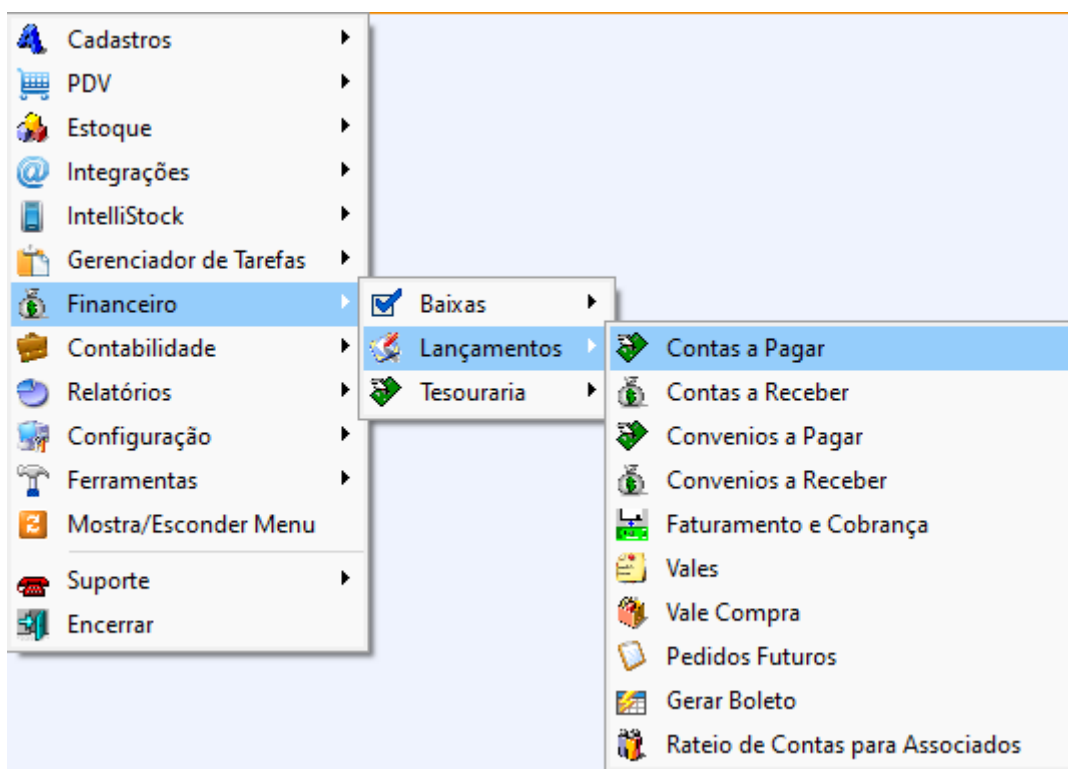 Cadastros
PDV
Estoque
Integrações
IntelliStock
Gerenciador de Tarefas
Financeiro
Contabilidade
Relatórios
Configuração
Ferramentas
Mostra/Esconder Menu
Suporte
Encerrar
Baixas
Lançamentos
Tesouraria
Contas a Pagar
Contas a Receber
Convenios a Pagar
Convenios a Receber
Faturamento e Cobrança
Vales
Vale Compra
Pedidos Futuros
Gerar Boleto
Rateio de Contas para Associados